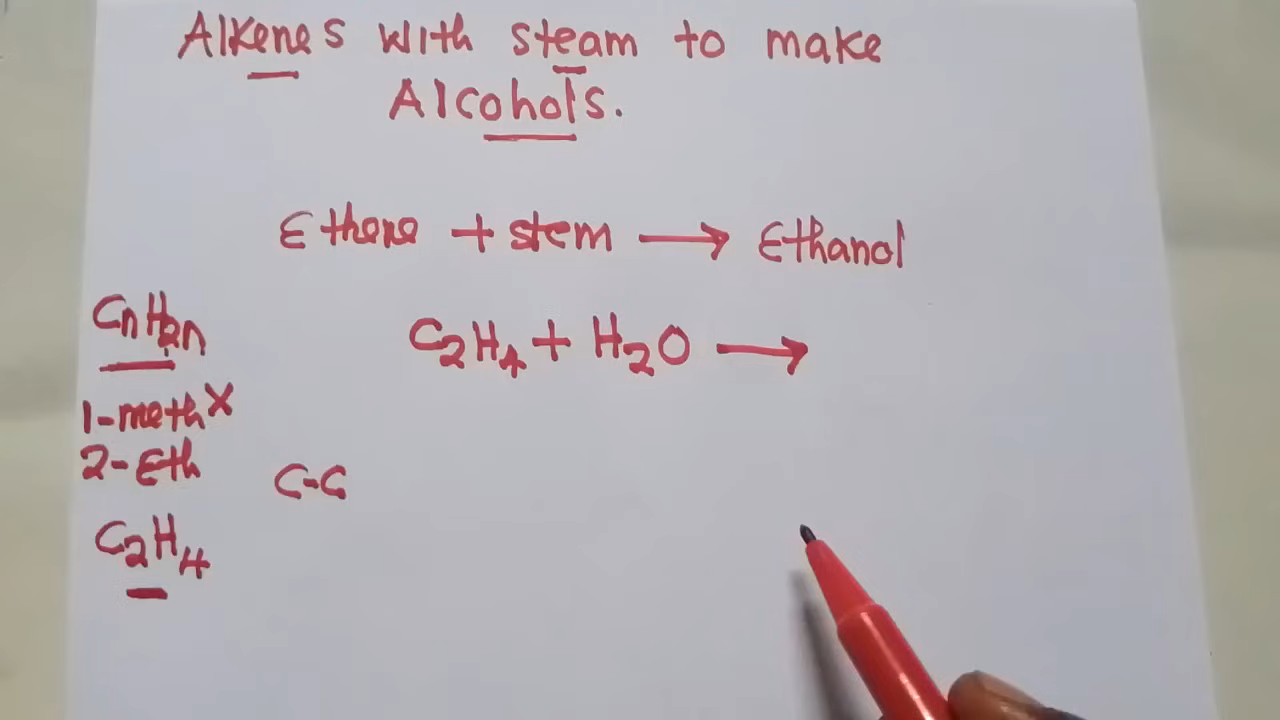 Alkenes with steam to make
Alcohols.
Ethene + stem → Ethanol
CnH2n
C2H4 + H2O →
1-meth X
2-Eth
C-C
C2H4